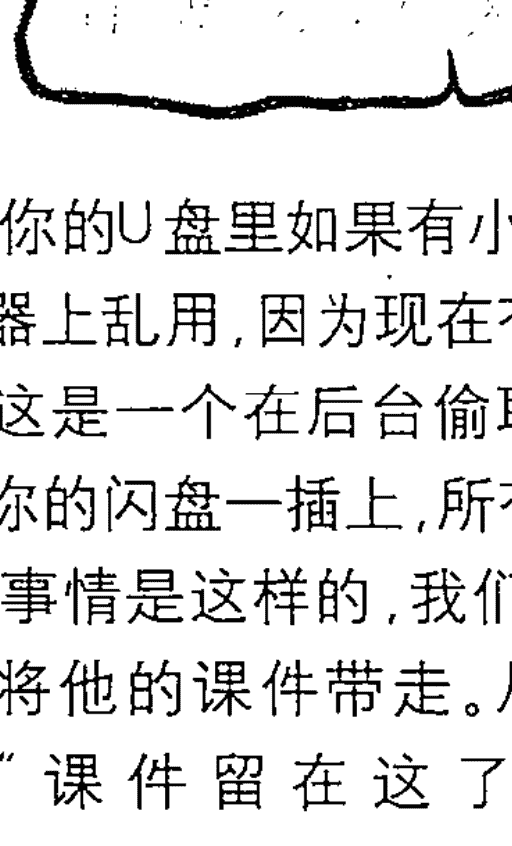 你的U盘里如果有小
器上乱用,因为现在
这是一个在后台偷
你的闪盘一插上,所
事情是这样的,我们
将他的课件带走。
“课件留在这了